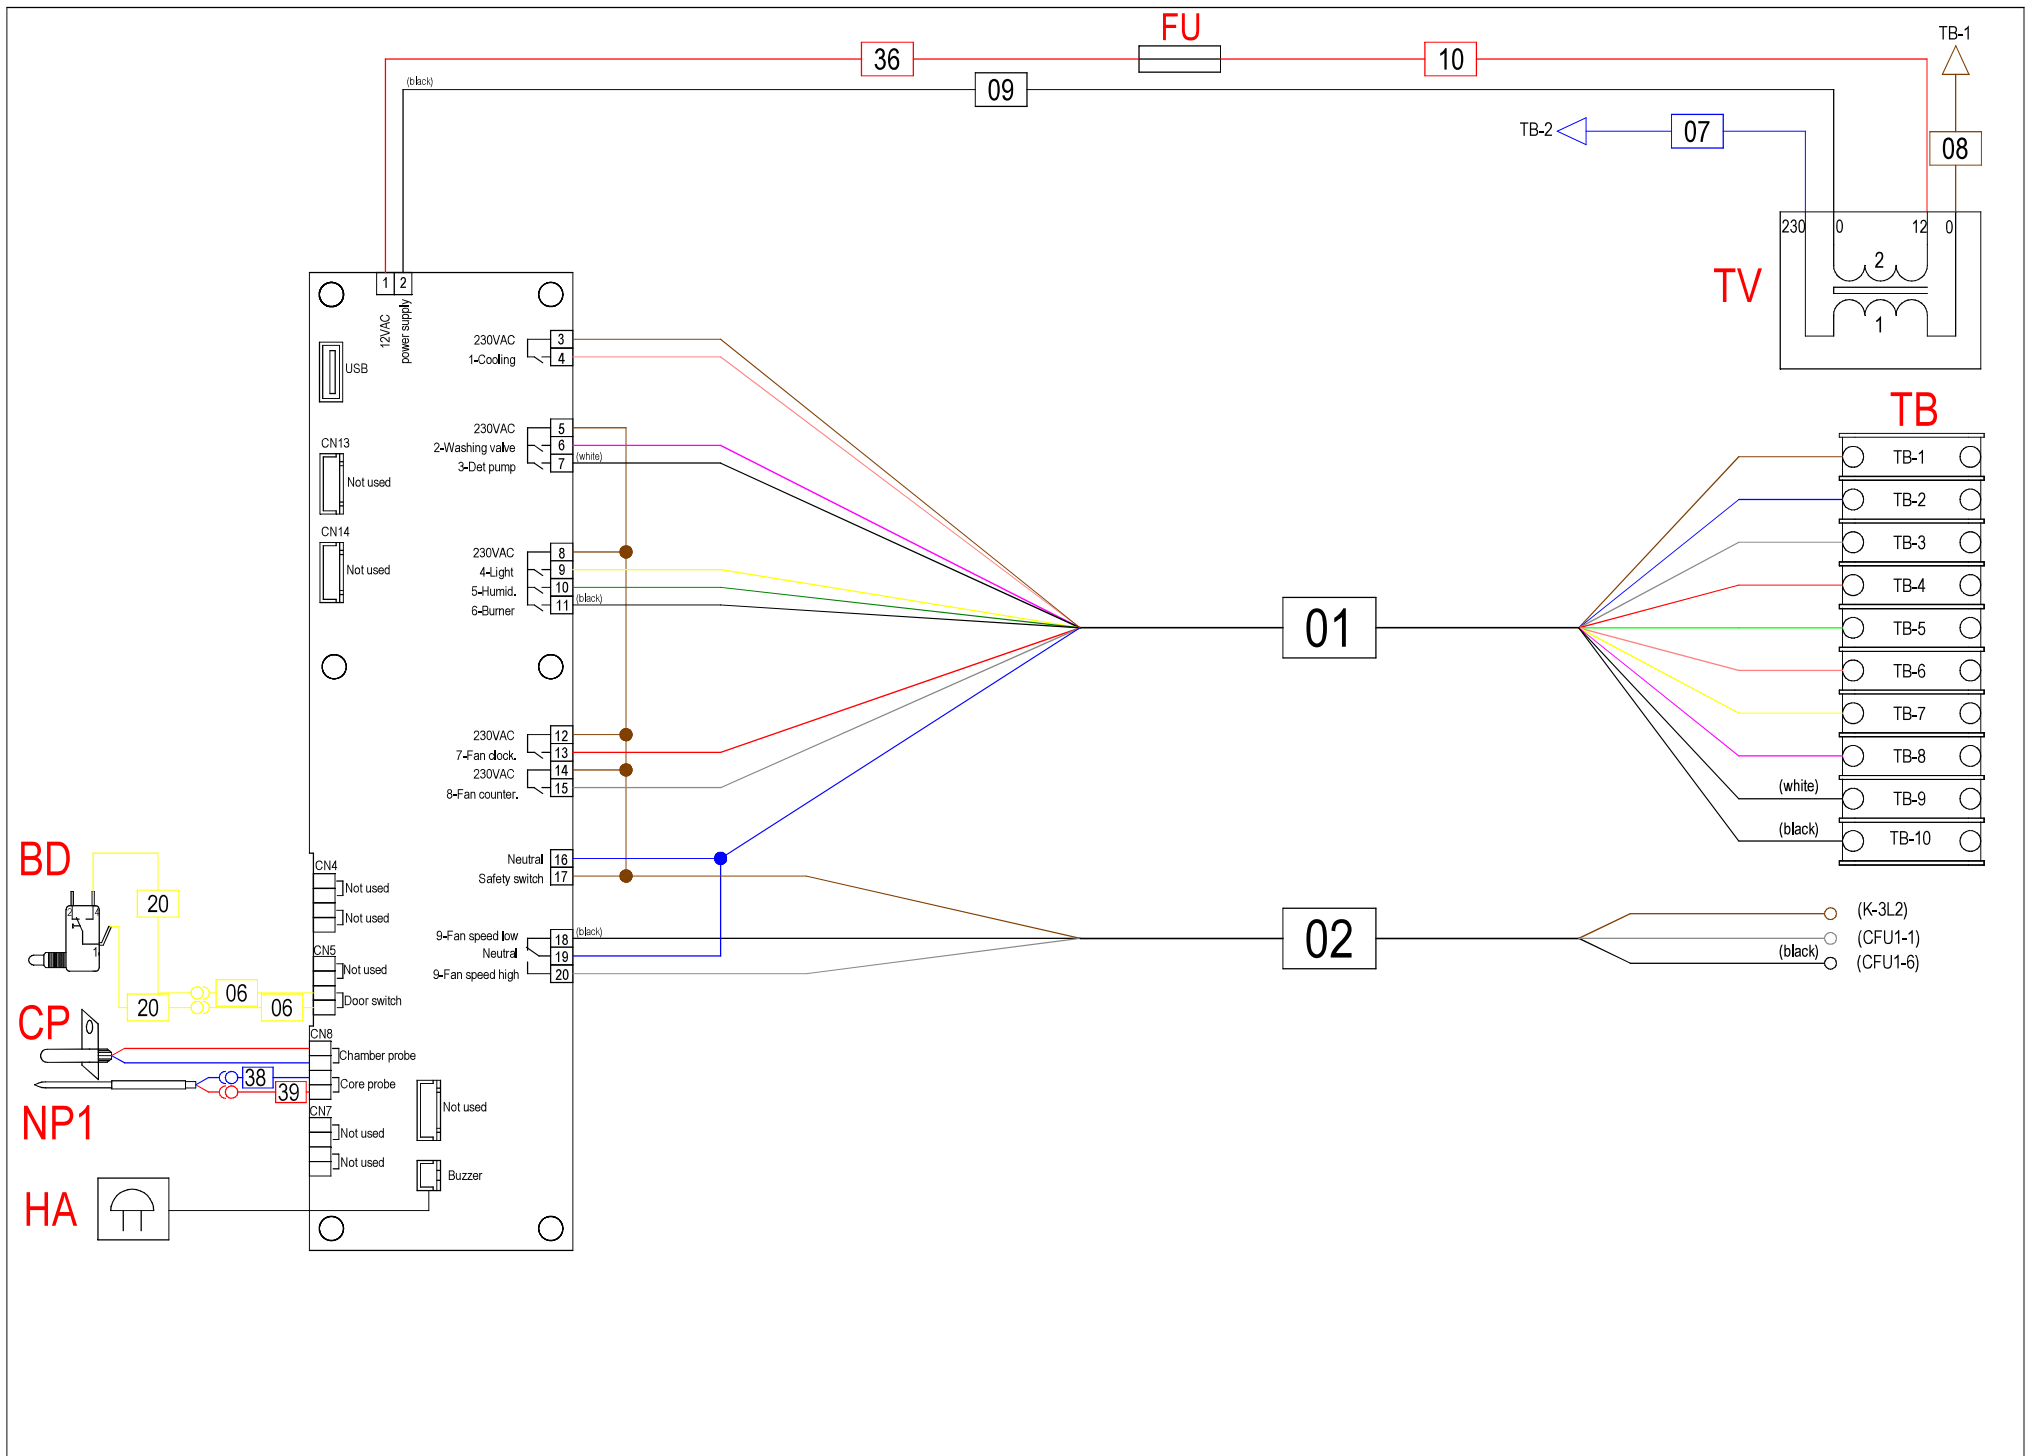 FU
TB-1
36
10
(black)
09
TB-2
07
08
230
0
12
0
2
1
TV
1
2
12VAC
power supply
USB
CN13
Not used
CN14
Not used
230VAC
3
1-Cooling
4
230VAC
5
2-Washing valve
6
3-Det pump
7
(white)
230VAC
8
4-Light
9
5-Humid.
10
6-Burner
11
(black)
230VAC
12
7-Fan clock.
13
230VAC
14
8-Fan counter.
15
Neutral
16
Safety switch
17
9-Fan speed low
18
(black)
Neutral
19
9-Fan speed high
20
01
02
TB
TB-1
TB-2
TB-3
TB-4
TB-5
TB-6
TB-7
TB-8
(white)
TB-9
(black)
TB-10
(K-3L2)
(CFU1-1)
(black)
(CFU1-6)
BD
20
2
4
1
20
06
06
CN4
Not used
Not used
CN5
Not used
Door switch
CP
CN8
Chamber probe
38
Core probe
39
NP1
CN7
Not used
Not used
Not used
Buzzer
HA